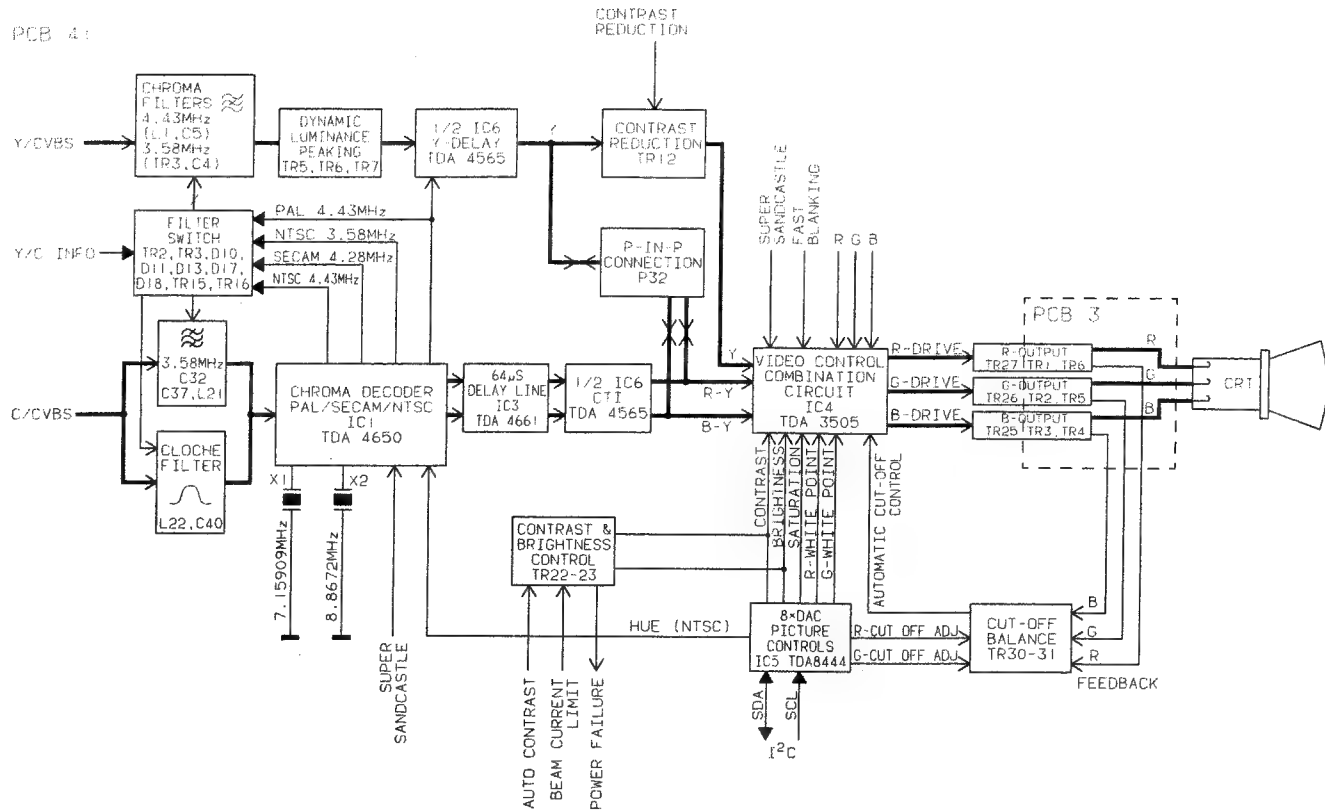 CONTRAST
REDUCTION
PCB 4:
CHROMA
FILTERS
4.43MHz
(L1,C5)
3.58MHz
(TR3,C4)
Y/CVBS
DYNAMIC
LUMINANCE
PEAKING
TR5,TR6,TR7
1/2 IC6
Y-DELAY
TDA 4565
Y
CONTRAST
REDUCTION
TR12
FILTER
SWITCH
TR2,TR3,D10,
D11,D13,D17,
D18,TR15,TR16
Y/C INFO
PAL 4.43MHz
NTSC 3.58MHz
SECAM 4.28MHz
NTSC 4.43MHz
P-IN-P
CONNECTION
P32
SUPER
SANDCASTLE
FAST
BLANKING
R
G
B
3.58MHz
C32
C37,L21
C/CVBS
CLOCHE
FILTER
L22,C40
CHROMA DECODER
PAL/SECAM/NTSC
IC1
TDA 4650
64µS
DELAY LINE
IC3
TDA 4661
1/2 IC6
CTI
TDA 4565
Y
R-Y
B-Y
VIDEO CONTROL
COMBINATION
CIRCUIT
IC4
TDA 3505
R-DRIVE
G-DRIVE
B-DRIVE
PCB 3
R-OUTPUT
TR27 TR1, TR6
G-OUTPUT
TR26 TR2, TR5
B-OUTPUT
TR25 TR3, TR4
R
G
B
CRT
X1
X2
7.15909MHz
8.8672MHz
SUPER
SANDCASTLE
CONTRAST &
BRIGHTNESS
CONTROL
TR22-23
AUTO CONTRAST
BEAM CURRENT
LIMIT
POWER FAILURE
CONTRAST
BRIGHTNESS
SATURATION
R-WHITE POINT
G-WHITE POINT
AUTOMATIC CUT-OFF
CONTROL
HUE (NTSC)
8×DAC
PICTURE
CONTROLS
IC5 TDA8444
R-CUT OFF ADJ
G-CUT OFF ADJ
CUT-OFF
BALANCE
TR30-31
B
G
R
FEEDBACK
SDA
SCL
I²C